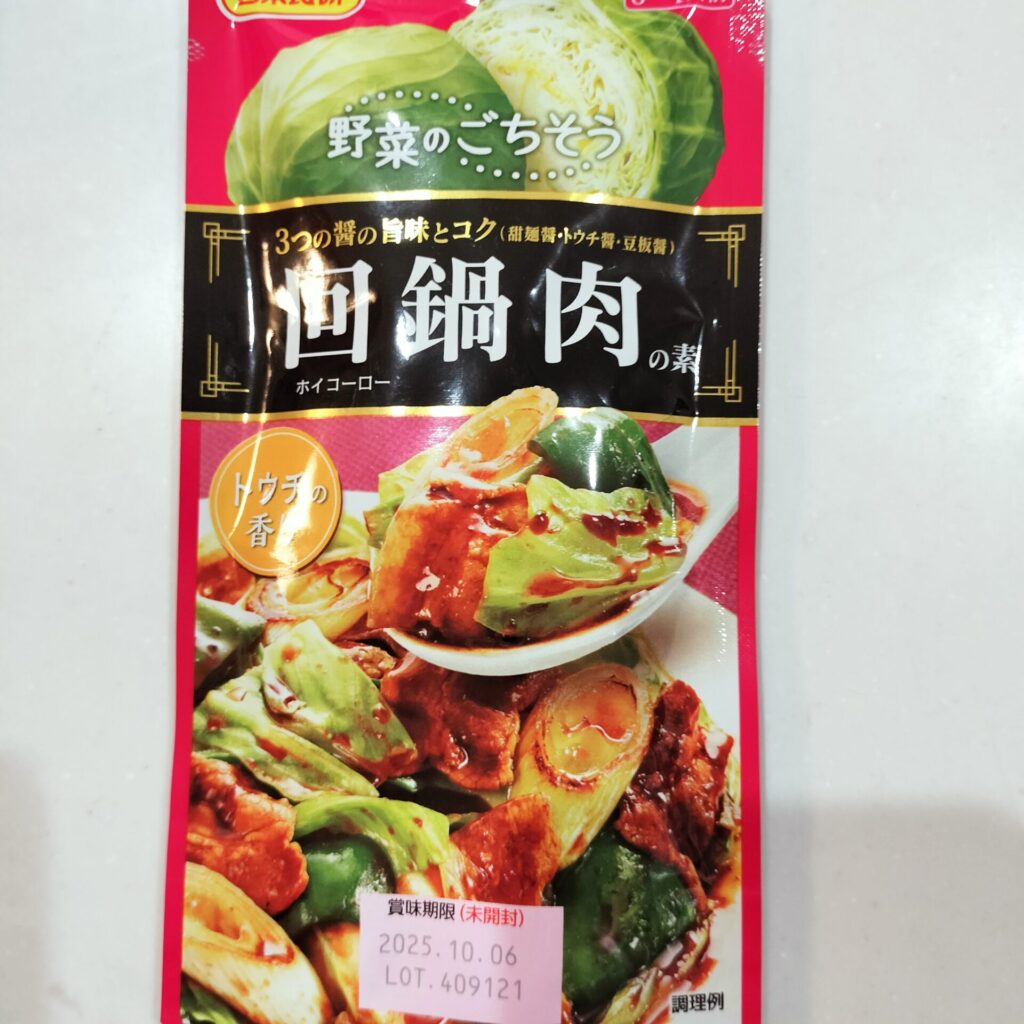 野菜のごちそう
3つの醤の旨味とコク(甜麺醤・トウチ醤・豆板醤)
回鍋肉の素
ホイコーロー
トウチの
香り
賞味期限(未開封)
2025.10.06
LOT.409121
調理例